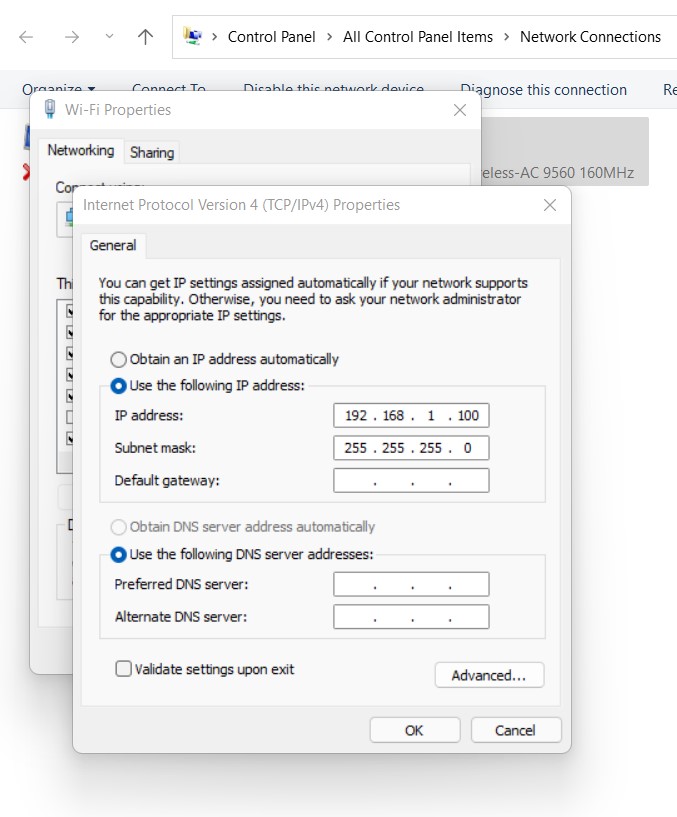 Control Panel > All Control Panel Items > Network Connections
Organize Connect To Disable this network device Diagnose this connection Re
Wi-Fi Properties
Networking Sharing
eless-AC 9560 160MHz
Connect using:
Internet Protocol Version 4 (TCP/IPv4) Properties
General
Thi
You can get IP settings assigned automatically if your network supports
this capability. Otherwise, you need to ask your network administrator
for the appropriate IP settings.
Obtain an IP address automatically
Use the following IP address:
IP address: 192 . 168 . 1 . 100
Subnet mask: 255 . 255 . 255 . 0
Default gateway: . . .
Obtain DNS server address automatically
D
Use the following DNS server addresses:
Preferred DNS server: . . .
Alternate DNS server: . . .
Validate settings upon exit
Advanced...
OK Cancel